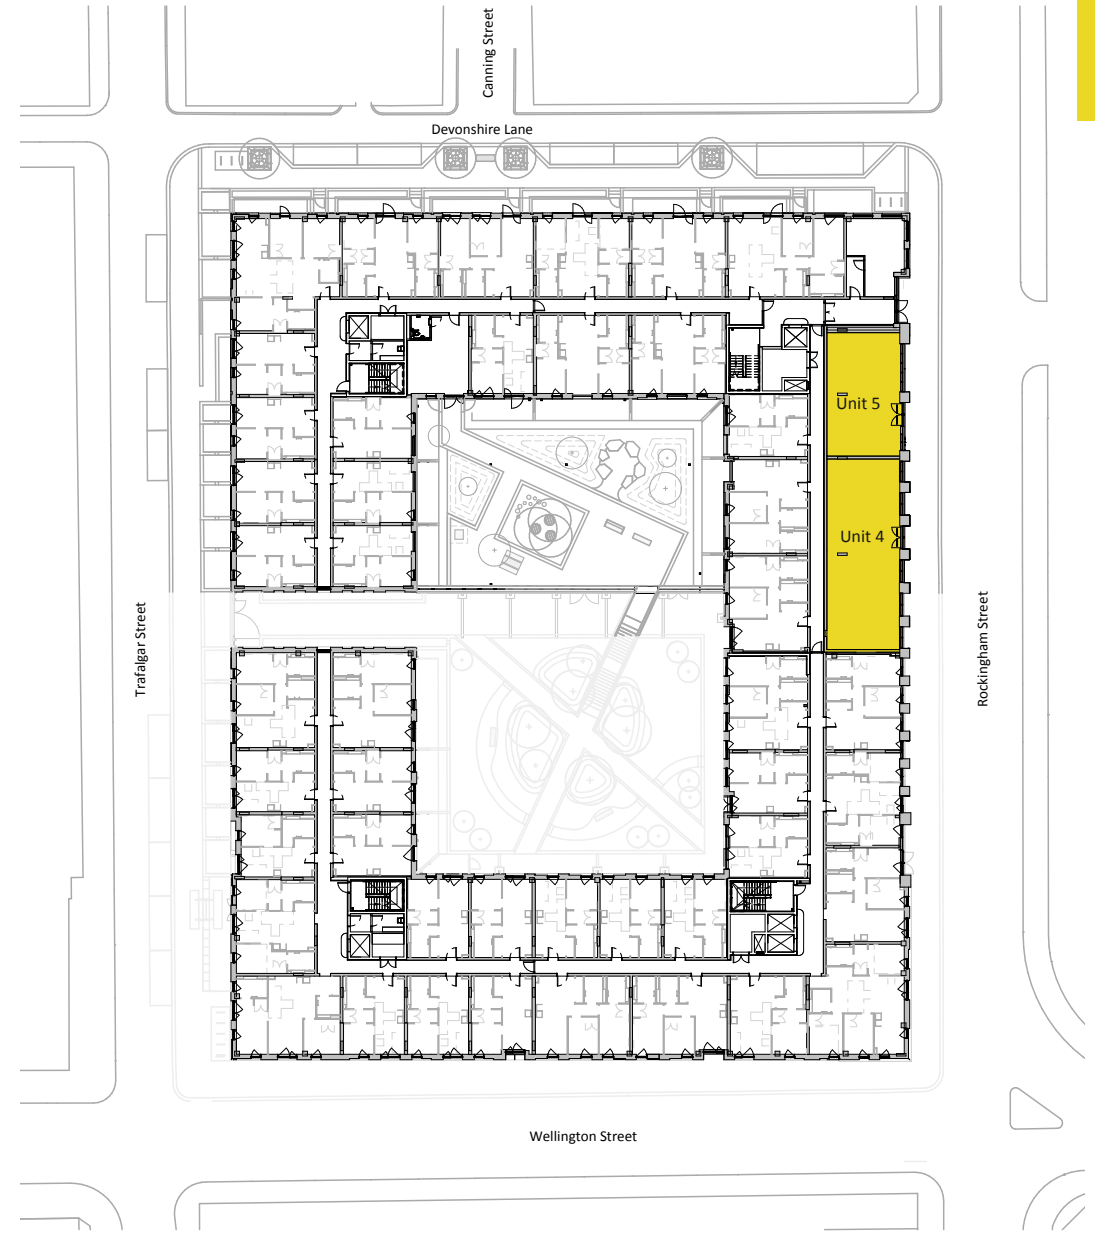 Canning Street
Devonshire Lane
Unit 5
Unit 4
Trafalgar Street
Rockingham Street
Wellington Street